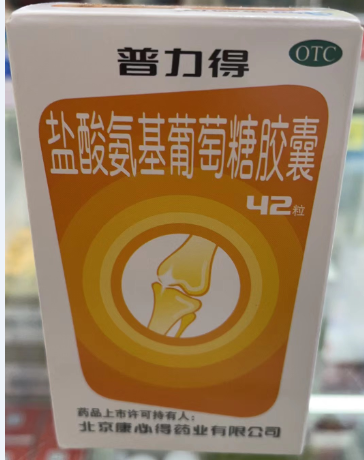 普力得
OTC
盐酸氨基葡萄糖胶囊
42粒
药品上市许可持有人：
北京康必得药业有限公司